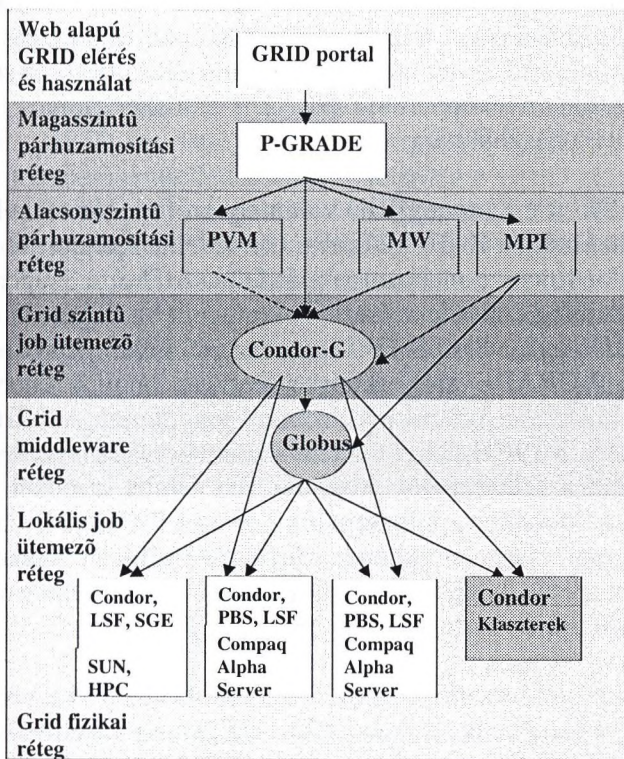 Web alapú
GRID elérés
és használat
GRID portal
Magasszintû
párhuzamosítási
réteg
P-GRADE
Alacsonyszintû
párhuzamosítási
réteg
PVM
MW
MPI
Grid szintû
job ütemezõ
réteg
Condor-G
Grid
middleware
réteg
Globus
Lokális job
ütemezõ
réteg
Condor,
LSF, SGE
SUN,
HPC
Condor,
PBS, LSF
Compaq
Alpha
Server
Condor,
PBS, LSF
Compaq
Alpha
Server
Condor
Klaszterek
Grid fizikai
réteg